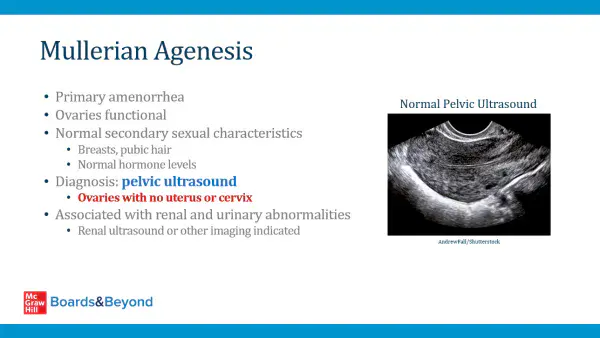 Mullerian Agenesis
• Primary amenorrhea
• Ovaries functional
• Normal secondary sexual characteristics
• Breasts, pubic hair
• Normal hormone levels
• Diagnosis: pelvic ultrasound
• Ovaries with no uterus or cervix
• Associated with renal and urinary abnormalities
• Renal ultrasound or other imaging indicated
Normal Pelvic Ultrasound
AndrewFall/Shutterstock
Mc
Graw
Hill
Boards&Beyond